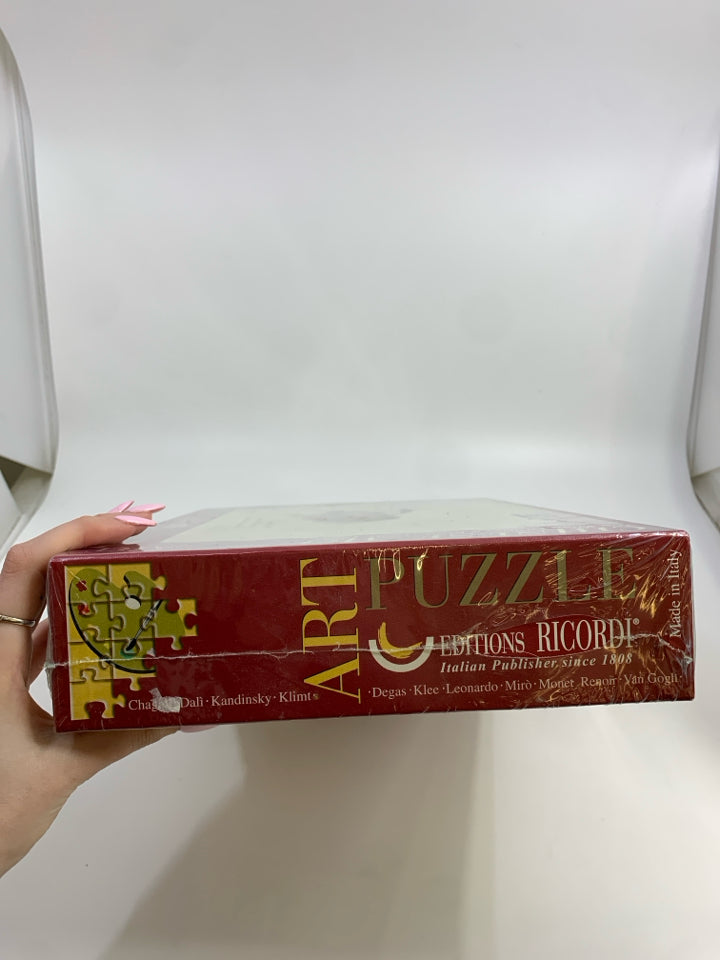 ART
PUZZLE
EDITIONS RICORDI®
Italian Publisher since 1808
Dalì · Kandinsky · Klimt ·
Degas · Klee · Leonardo · Mirò · Monet Renoir · Van Gogh ·
Made in Italy